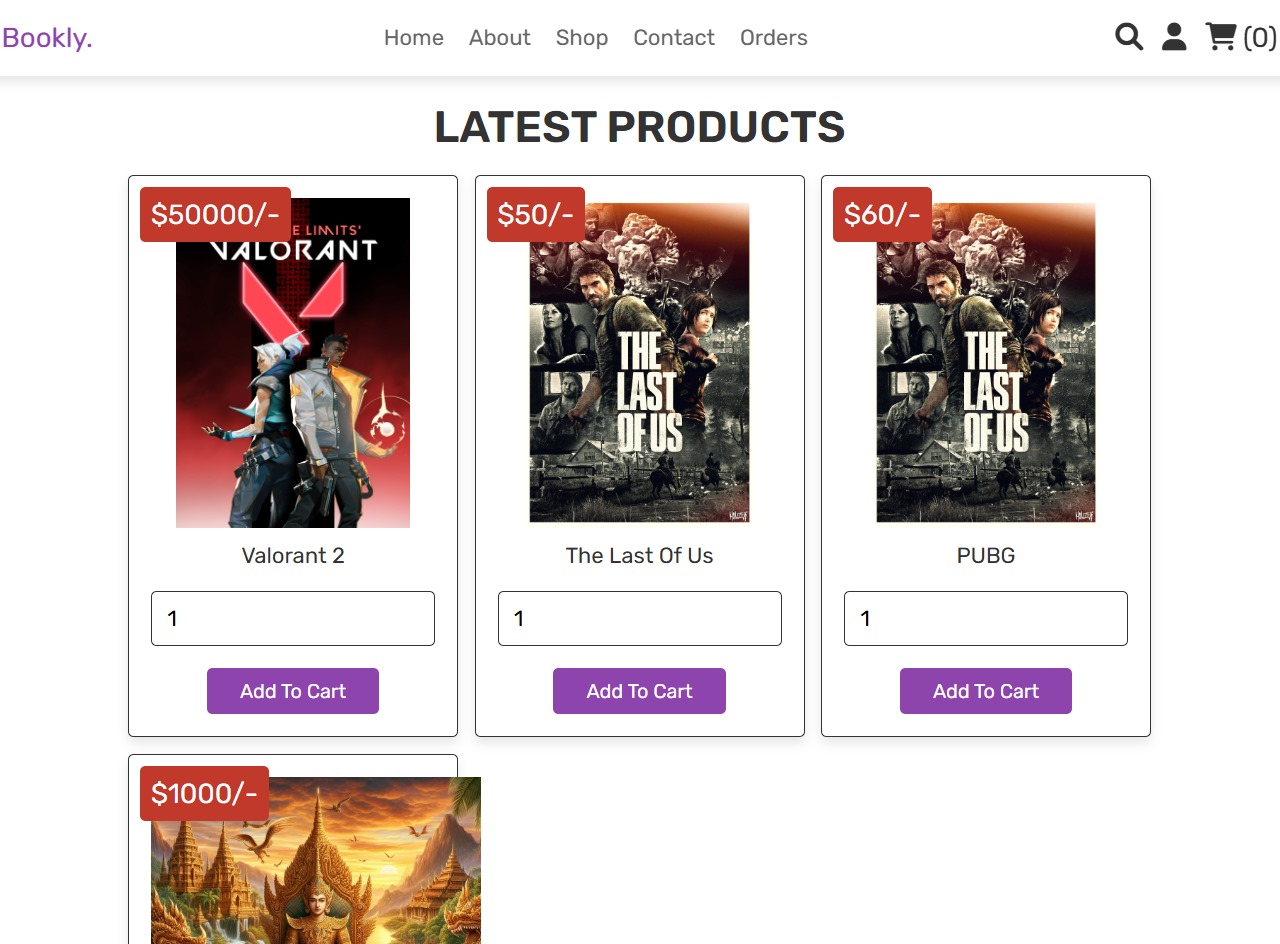 Bookly.
Home About Shop Contact Orders
(0)
LATEST PRODUCTS
$50000/-
E LIMITS'
VALORANT
Valorant 2
1
Add To Cart
$50/-
THE
LAST
OF US
The Last Of Us
1
Add To Cart
$60/-
THE
LAST
OF US
PUBG
1
Add To Cart
$1000/-